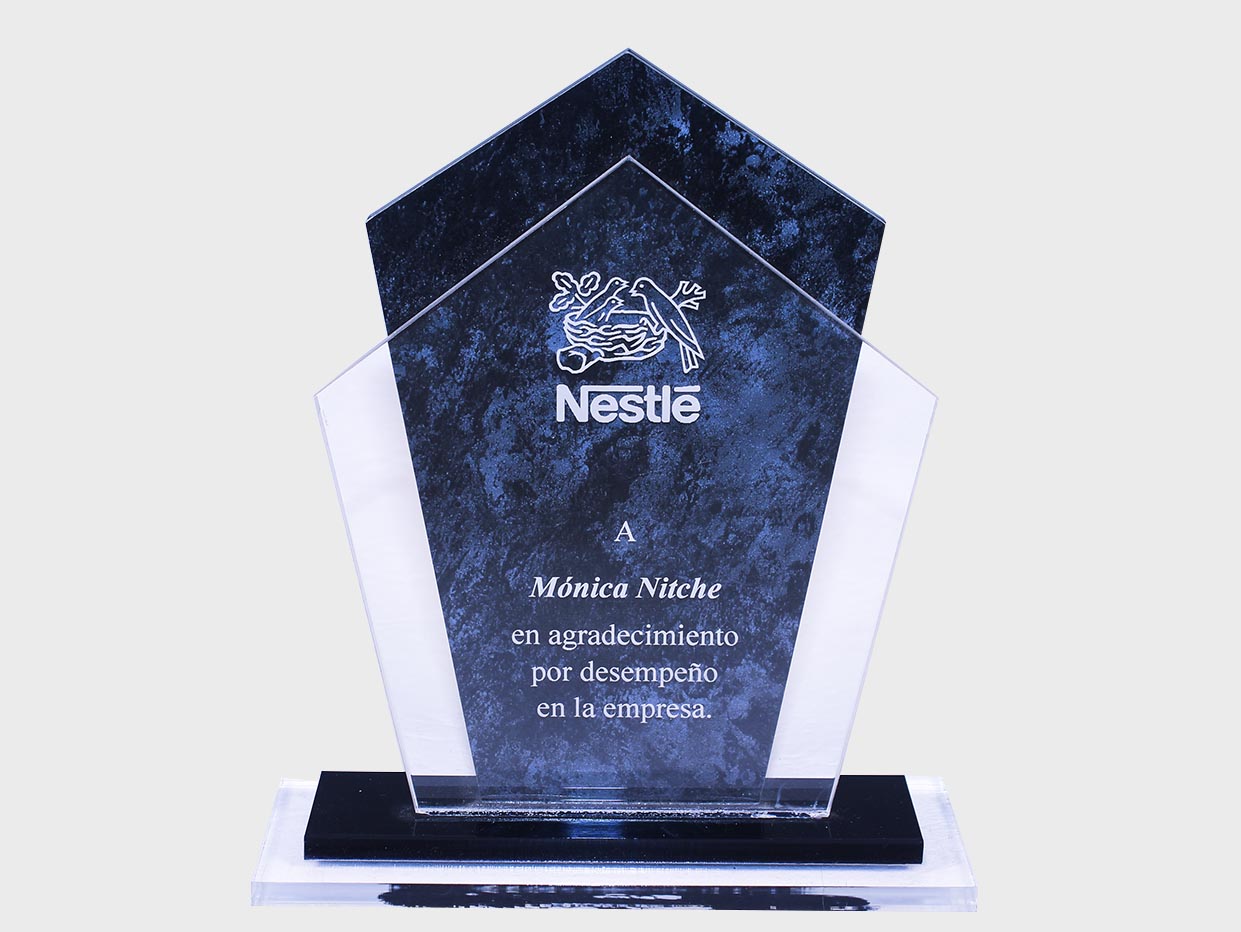 Nestlé
A
Mónica Nitche
en agradecimiento
por desempeño
en la empresa.